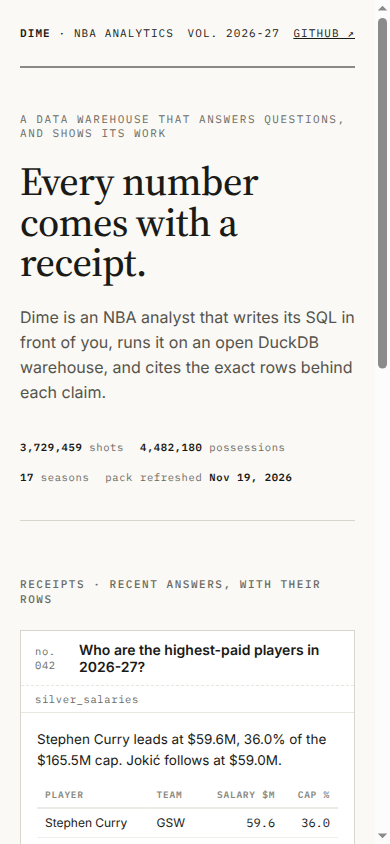 DIME · NBA ANALYTICS VOL. 2026-27 GITHUB ↗
A DATA WAREHOUSE THAT ANSWERS QUESTIONS,
AND SHOWS ITS WORK
Every number
comes with a
receipt.
Dime is an NBA analyst that writes its SQL in
front of you, runs it on an open DuckDB
warehouse, and cites the exact rows behind
each claim.
3,729,459 shots 4,482,180 possessions
17 seasons pack refreshed Nov 19, 2026
RECEIPTS · RECENT ANSWERS, WITH THEIR
ROWS
no. 042
Who are the highest-paid players in
2026-27?
silver_salaries
Stephen Curry leads at $59.6M, 36.0% of the
$165.5M cap. Jokić follows at $59.0M.
PLAYER TEAM SALARY $M CAP %
Stephen Curry GSW 59.6 36.0